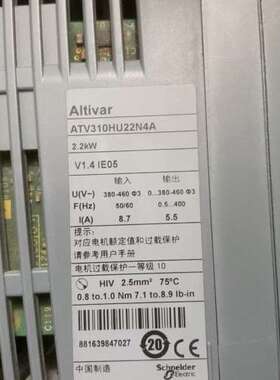 Altivar
ATV310HU22N4A
2.2kW
V1.4 IE05
输入 输出
U(V~) 380-460 Φ3 0...380-460 Φ3
F(Hz) 50/60 0.5...400
I(A) 8.7 5.5
提示:
对应电机额定值和过载保护
请参考用户手册
电机过载保护一等级 10
HIV 2.5mm² 75℃
0.8 to 1.0 Nm 7.1 to 8.9 lb-in
881639847027
中国制造
20
Schneider
Electric